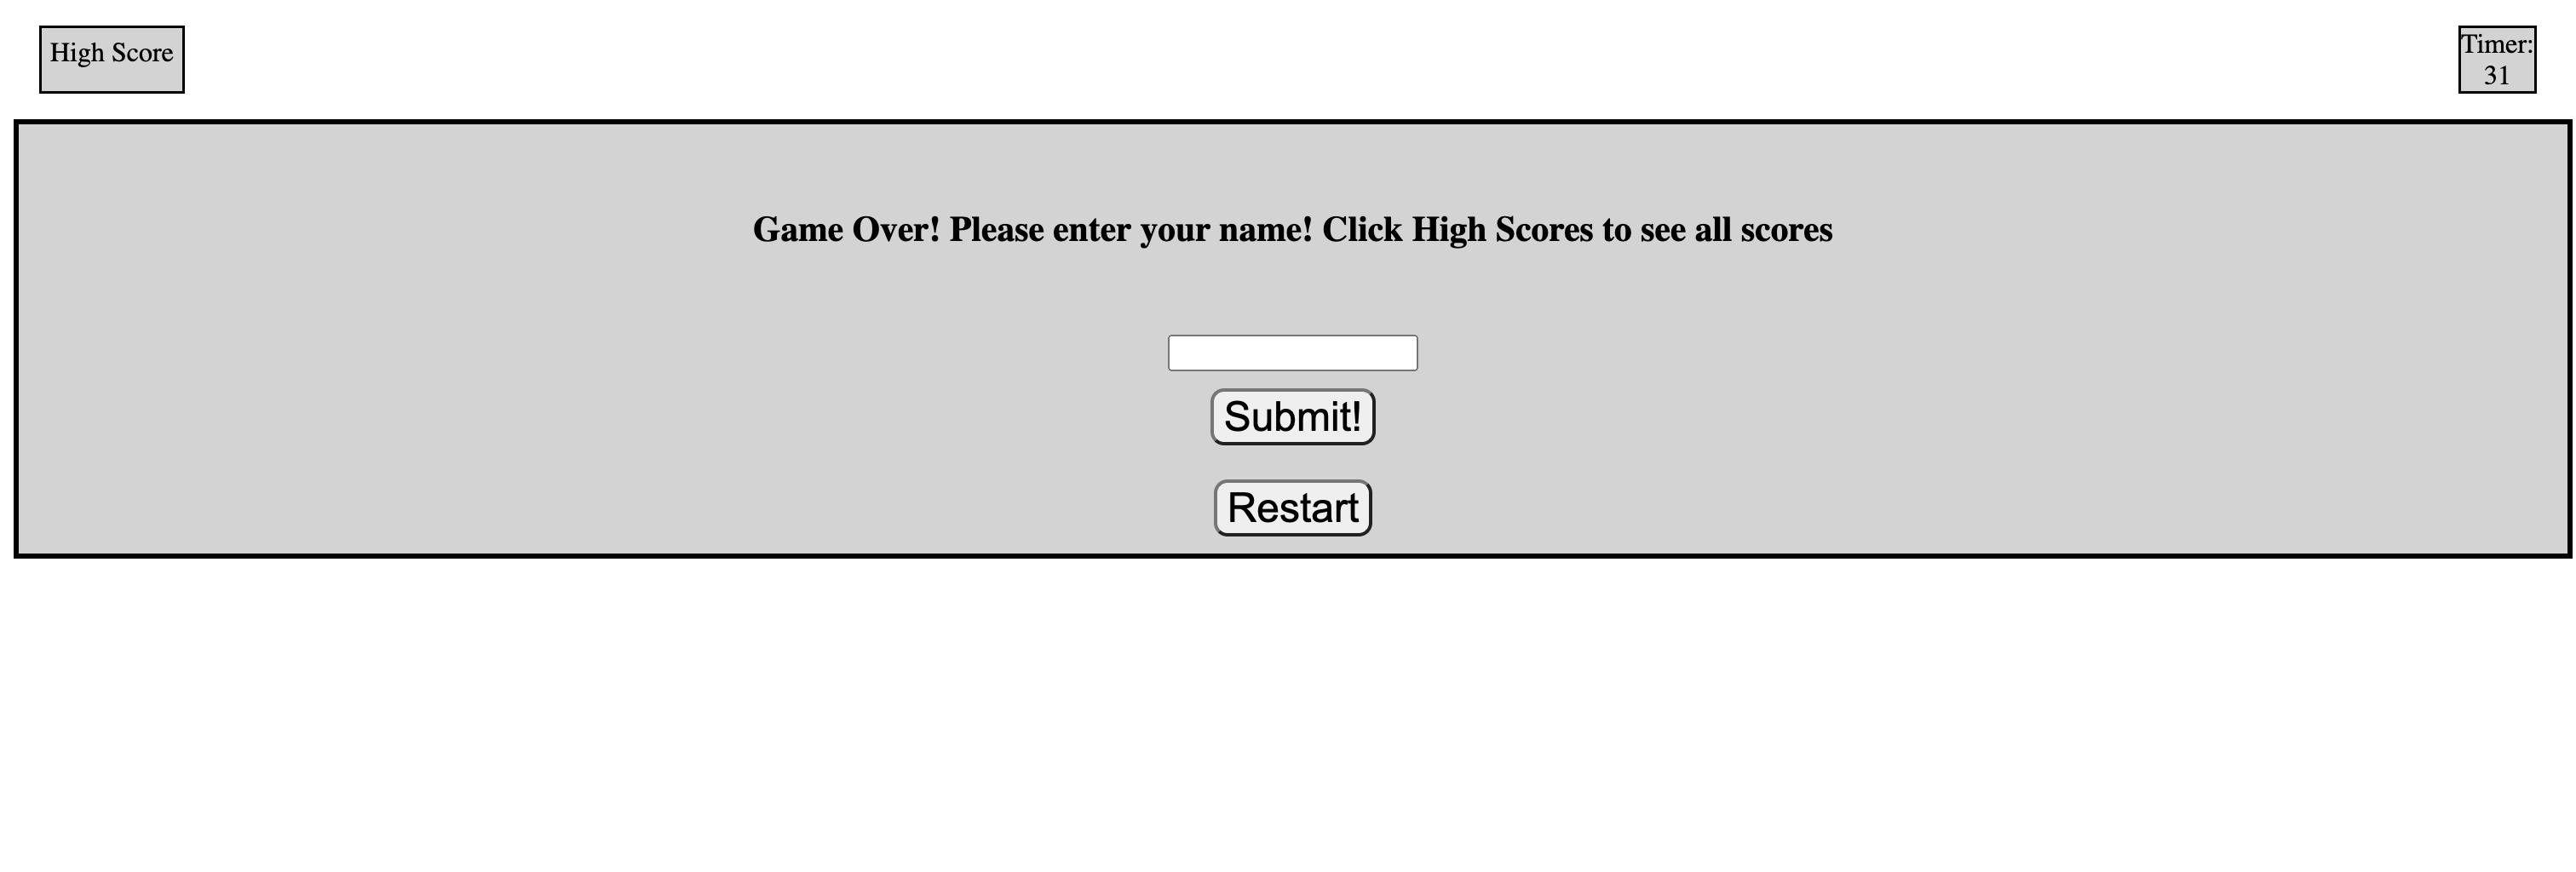 High Score
Timer:
31
Game Over! Please enter your name! Click High Scores to see all scores
Submit!
Restart